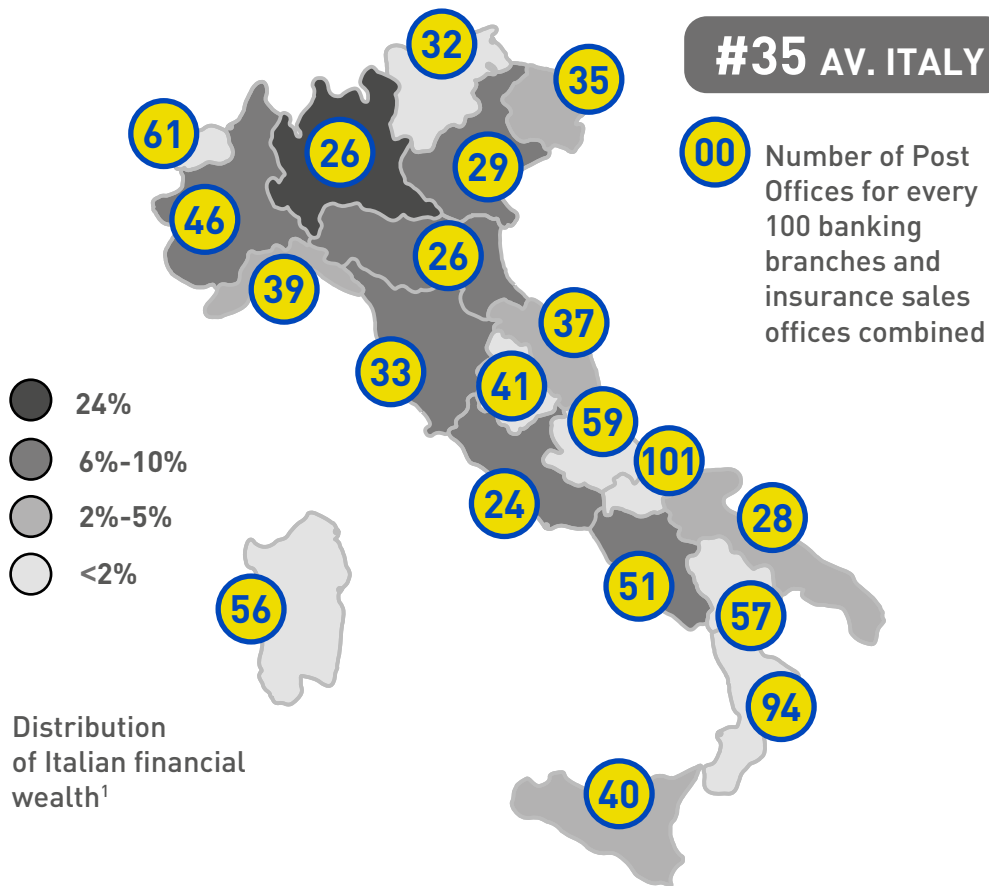 #35 AV. ITALY
00
Number of Post
Offices for every
100 banking
branches and
insurance sales
offices combined
32
35
61
26
29
46
26
39
37
33
41
59
101
24
28
51
57
56
94
40
24%
6%-10%
2%-5%
<2%
Distribution
of Italian financial
wealth¹